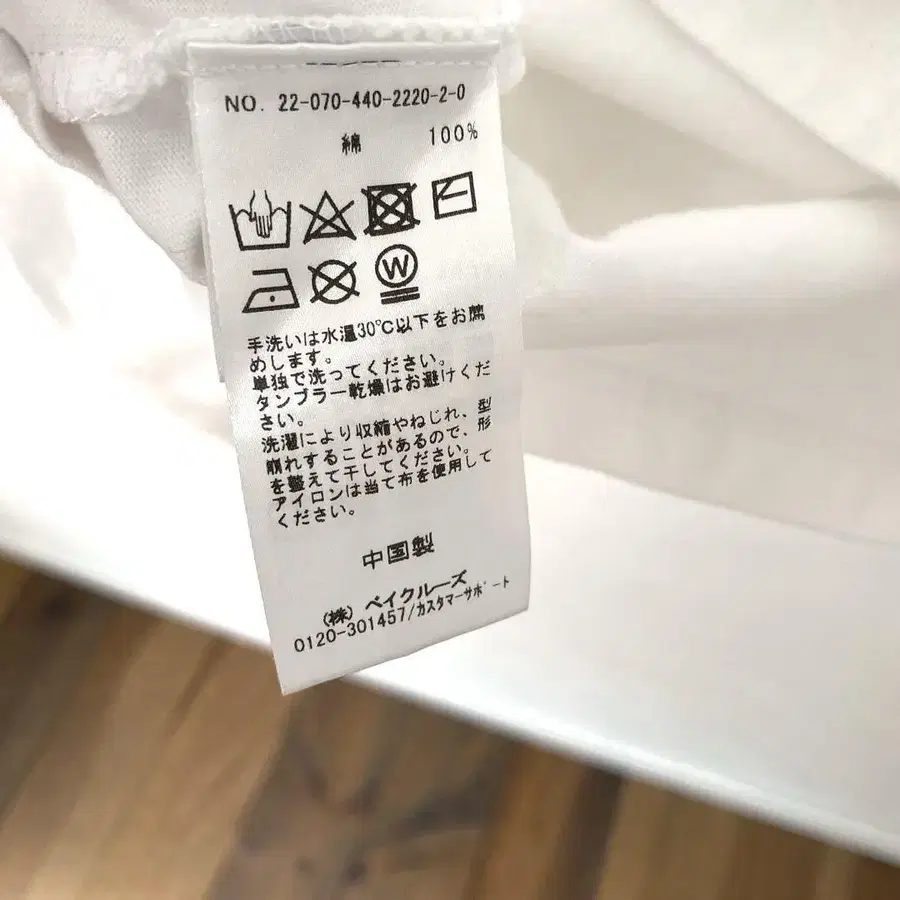 NO. 22-070-440-2220-2-0
綿 100%
W
手洗いは水温30℃以下をお薦
めします。
単独で洗ってください。
タンブラー乾燥はお避けくだ
さい。
洗濯により収縮やねじれ、型
崩れすることがあるので、形
を整えて干してください。
アイロンは当て布を使用して
ください。
中国製
(株) ベイクルーズ
0120-301457/カスタマーサポート